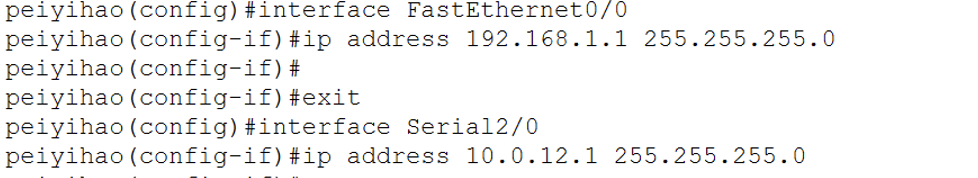 peiyihao(config)#interface FastEthernet0/0
peiyihao(config-if)#ip address 192.168.1.1 255.255.255.0
peiyihao(config-if)#
peiyihao(config-if)#exit
peiyihao(config)#interface Serial2/0
peiyihao(config-if)#ip address 10.0.12.1 255.255.255.0